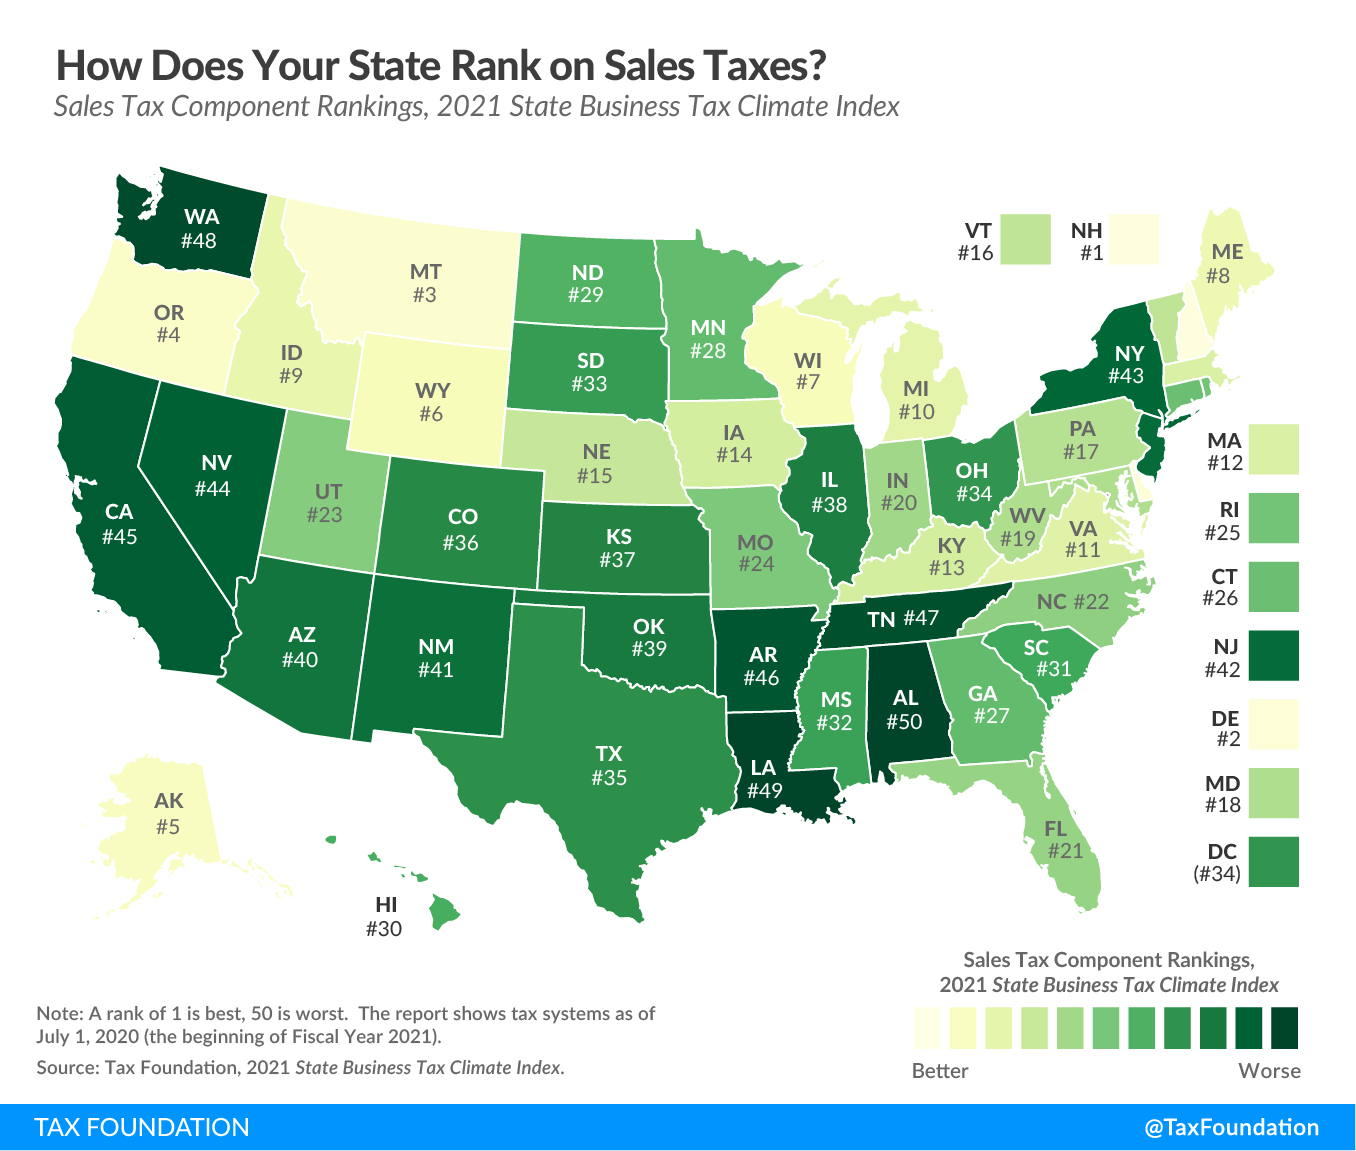 How Does Your State Rank on Sales Taxes?
Sales Tax Component Rankings, 2021 State Business Tax Climate Index
WA
#48
OR
#4
CA
#45
NV
#44
ID
#9
MT
#3
WY
#6
UT
#23
AZ
#40
CO
#36
NM
#41
ND
#29
SD
#33
NE
#15
KS
#37
OK
#39
TX
#35
MN
#28
IA
#14
MO
#24
AR
#46
LA
#49
WI
#7
IL
#38
MI
#10
IN
#20
OH
#34
KY
#13
TN #47
MS
#32
AL
#50
GA
#27
FL
#21
SC
#31
NC #22
VA
#11
WV
#19
PA
#17
NY
#43
ME
#8
VT
#16
NH
#1
MA
#12
RI
#25
CT
#26
NJ
#42
DE
#2
MD
#18
DC
(#34)
AK
#5
HI
#30
Sales Tax Component Rankings,
2021 State Business Tax Climate Index
Better
Worse
Note: A rank of 1 is best, 50 is worst. The report shows tax systems as of
July 1, 2020 (the beginning of Fiscal Year 2021).
Source: Tax Foundation, 2021 State Business Tax Climate Index.
TAX FOUNDATION
@TaxFoundation